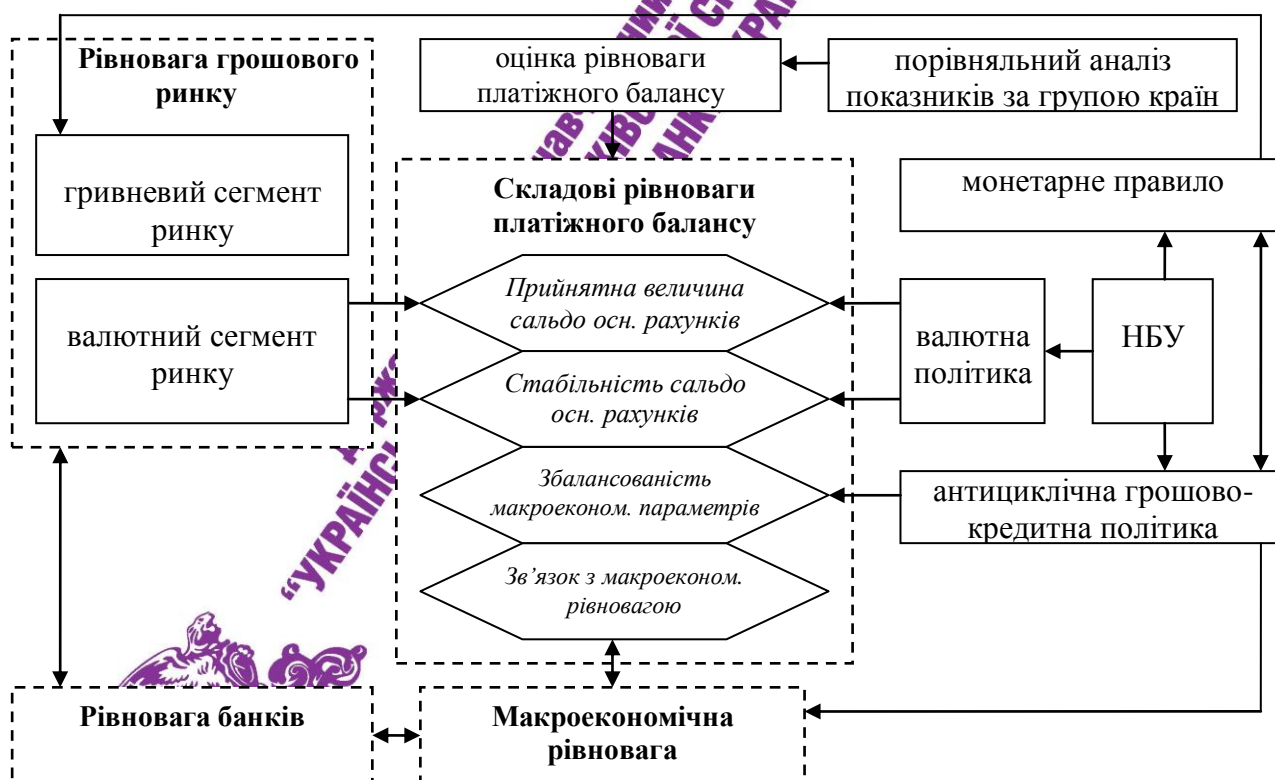 Рівновага грошового
ринку
гривневий сегмент
ринку
валютний сегмент
ринку
оцінка рівноваги
платіжного балансу
порівняльний аналіз
показників за групою країн
Складові рівноваги
платіжного балансу
Прийнятна величина
сальдо осн. рахунків
Стабільність сальдо
осн. рахунків
Збалансованість
макроеконом. параметрів
Зв’язок з макроеконом.
рівновагою
монетарне правило
валютна
політика
НБУ
антициклічна грошово-
кредитна політика
Рівновага банків
Макроекономічна
рівновага